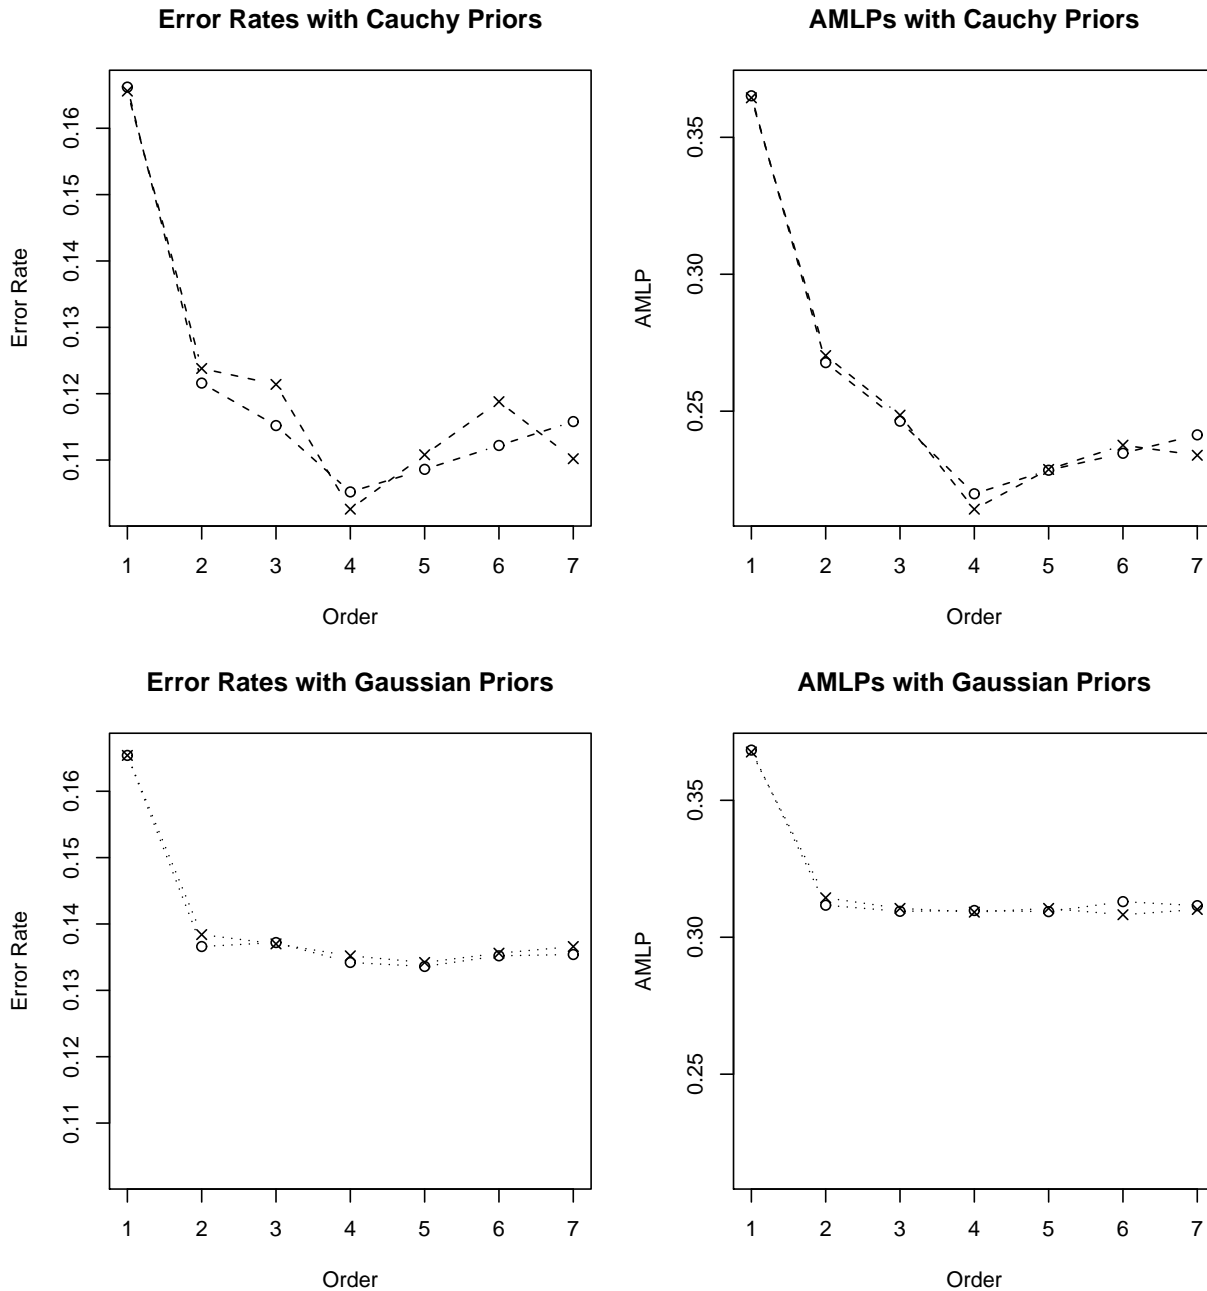 Error Rates with Cauchy Priors
Error Rate
0.16
0.15
0.14
0.13
0.12
0.11
1 2 3 4 5 6 7
Order
AMLPs with Cauchy Priors
AMLP
0.35
0.30
0.25
1 2 3 4 5 6 7
Order
Error Rates with Gaussian Priors
Error Rate
0.16
0.15
0.14
0.13
0.12
0.11
1 2 3 4 5 6 7
Order
AMLPs with Gaussian Priors
AMLP
0.35
0.30
0.25
1 2 3 4 5 6 7
Order